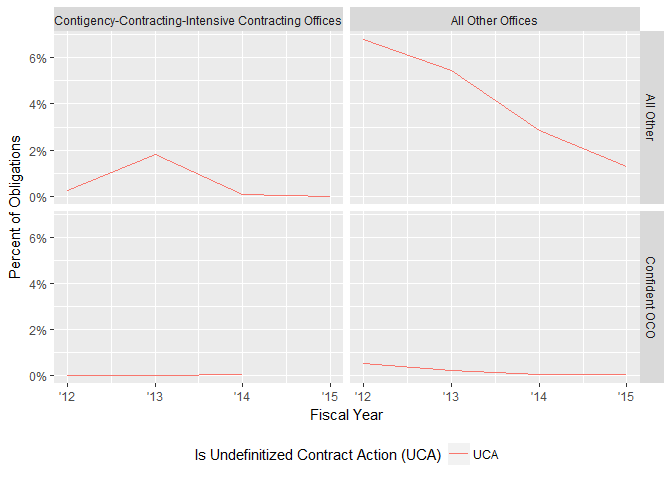 Contigency-Contracting-Intensive Contracting Offices
All Other Offices
6%
4%
2%
0%
All Other
6%
4%
2%
0%
Confident OCO
Percent of Obligations
'12
'13
'14
'15
'12
'13
'14
'15
Fiscal Year
Is Undefinitized Contract Action (UCA)
UCA